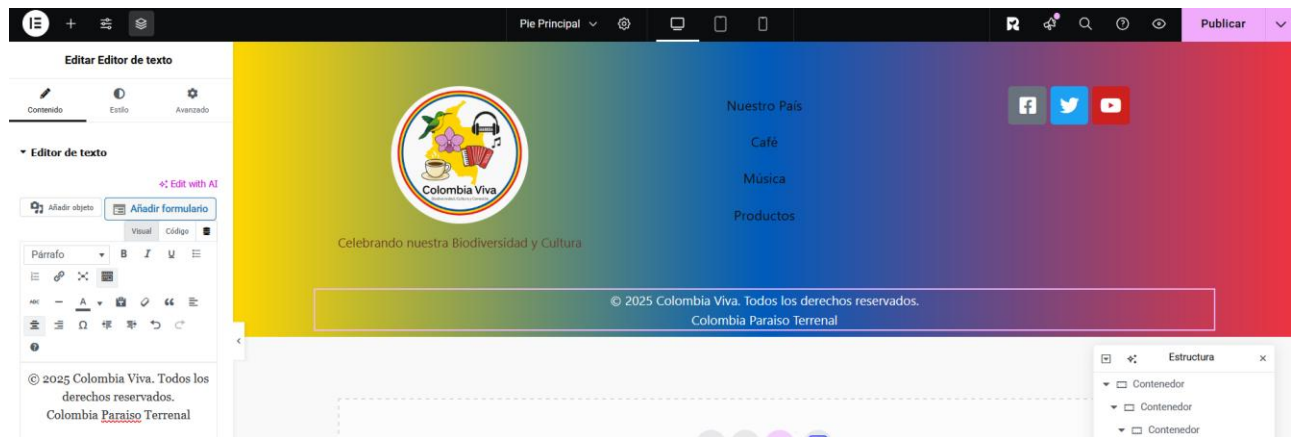 Pie Principal
Publicar
Editar Editor de texto
Contenido
Estilo
Avanzado
Editor de texto
Edit with AI
Añadir objeto
Añadir formulario
Visual
Código
Párrafo
B I U
ABC
A
Ω
© 2025 Colombia Viva. Todos los
derechos reservados.
Colombia Paraiso Terrenal
Colombia Viva
Celebrando nuestra Biodiversidad y Cultura
Nuestro País
Café
Música
Productos
© 2025 Colombia Viva. Todos los derechos reservados.
Colombia Paraiso Terrenal
Estructura
Contenedor
Contenedor
Contenedor